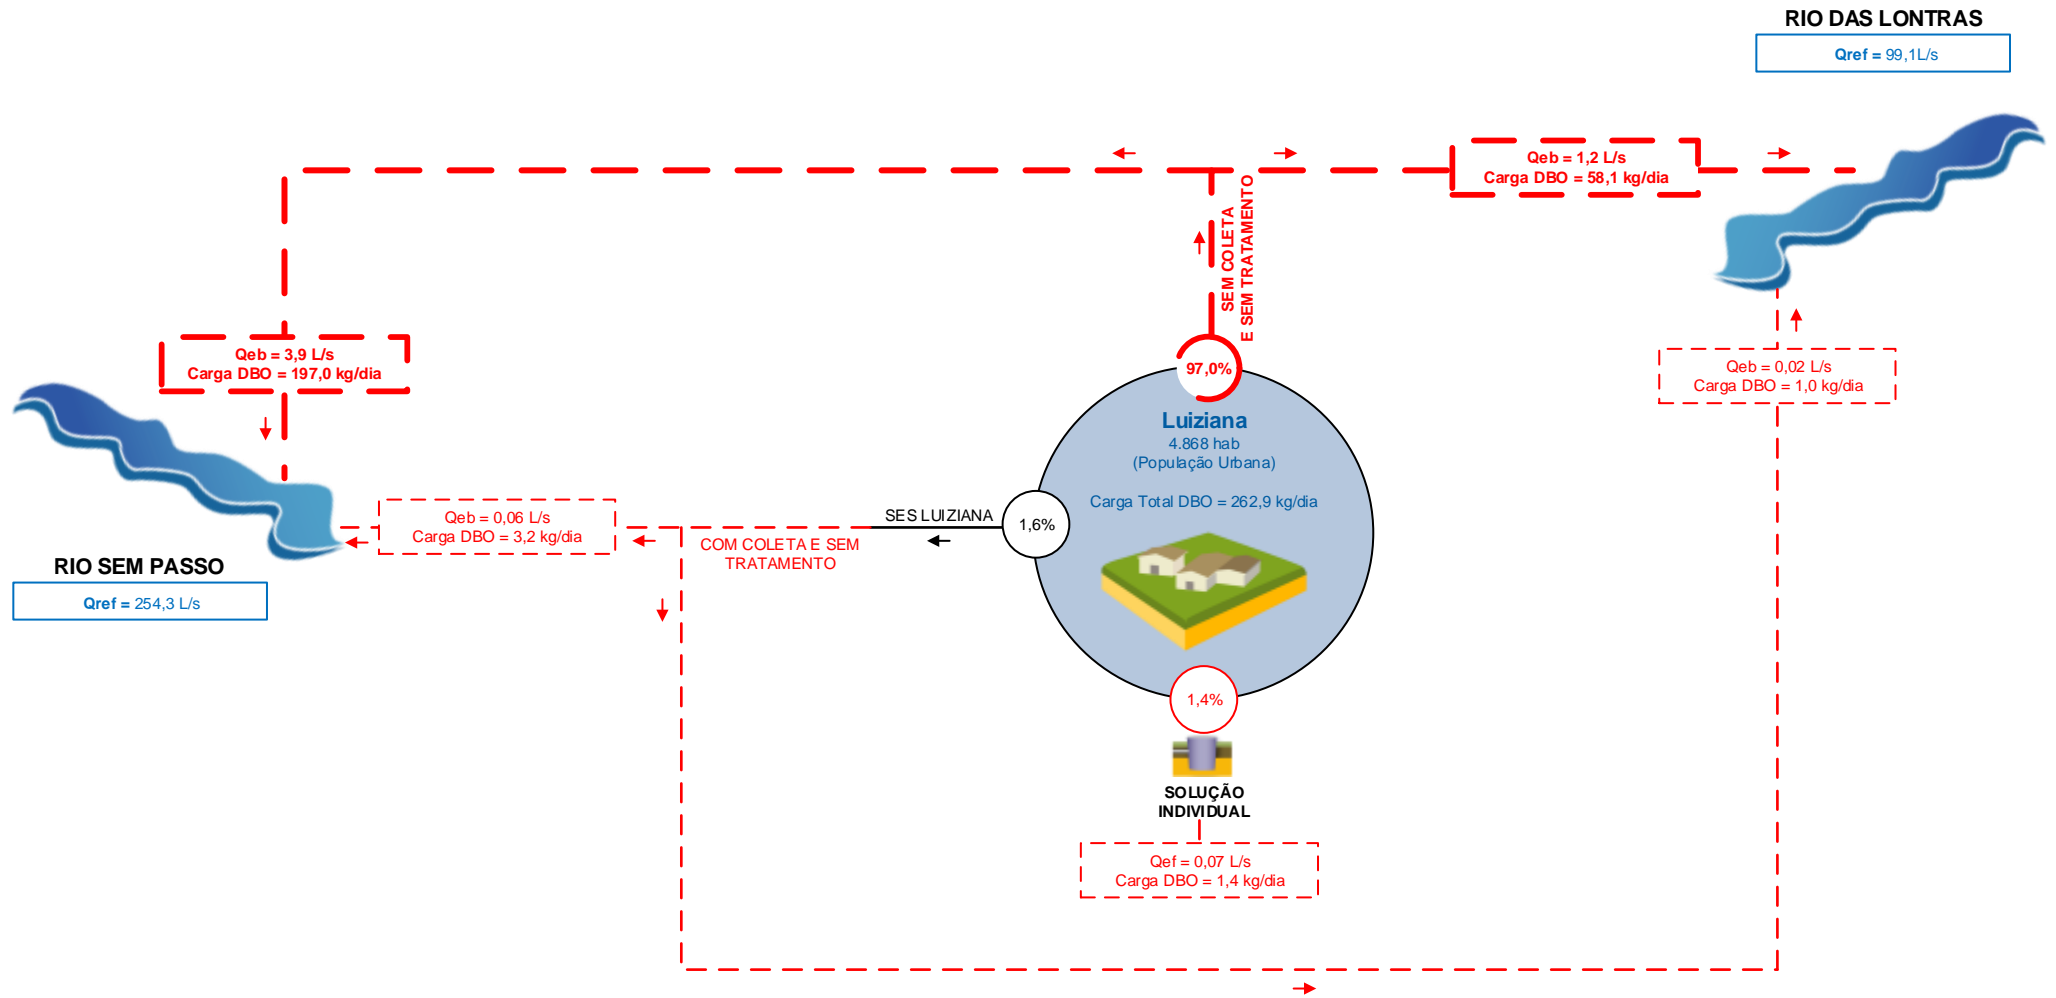 RIO DAS LONTRAS
Qref = 99,1L/s
Qeb = 1,2 L/s
Carga DBO = 58,1 kg/dia
SEM COLETA
E SEM TRATAMENTO
Qeb = 3,9 L/s
Carga DBO = 197,0 kg/dia
Qeb = 0,02 L/s
Carga DBO = 1,0 kg/dia
97,0%
Luiziana
4.868 hab
(População Urbana)
Carga Total DBO = 262,9 kg/dia
SES LUIZIANA
1,6%
Qeb = 0,06 L/s
Carga DBO = 3,2 kg/dia
COM COLETA E SEM
TRATAMENTO
RIO SEM PASSO
Qref = 254,3 L/s
1,4%
SOLUÇÃO
INDIVIDUAL
Qef = 0,07 L/s
Carga DBO = 1,4 kg/dia